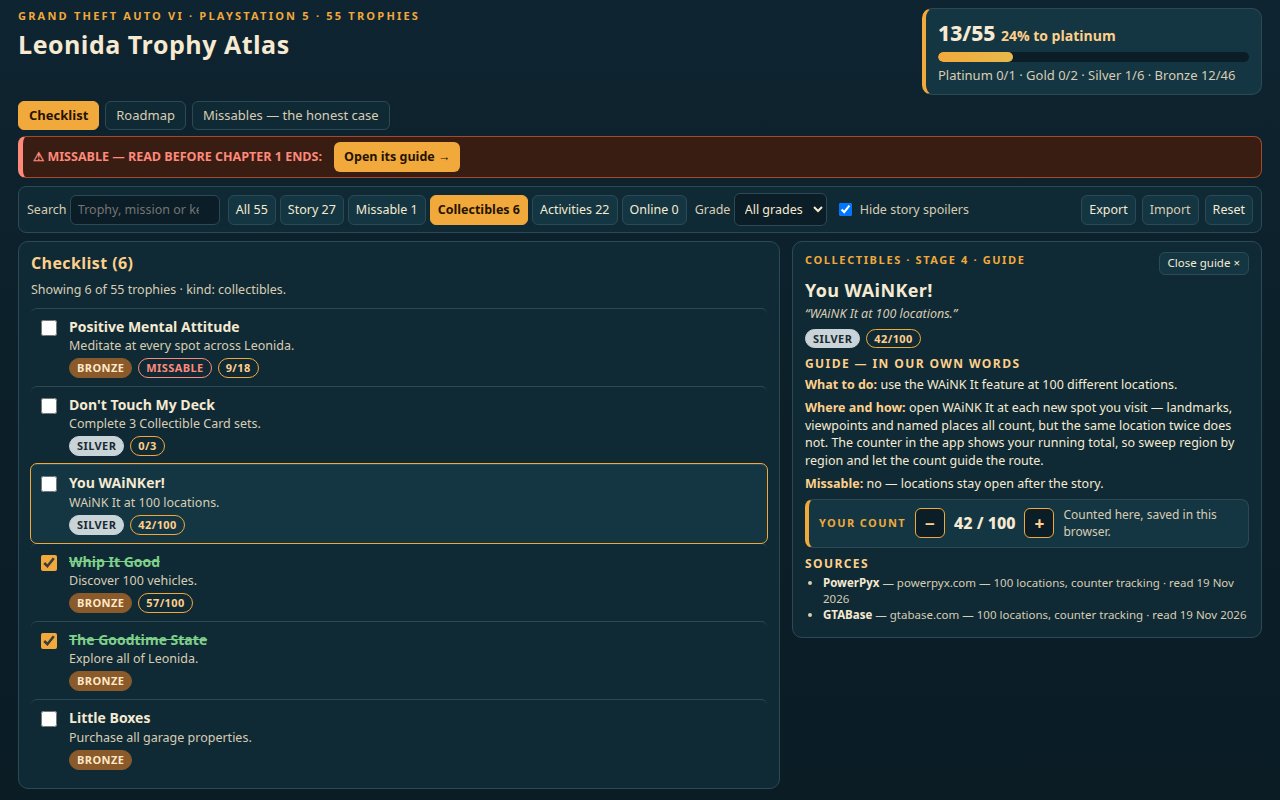 GRAND THEFT AUTO VI · PLAYSTATION 5 · 55 TROPHIES
Leonida Trophy Atlas
13/55 24% to platinum
Platinum 0/1 · Gold 0/2 · Silver 1/6 · Bronze 12/46
Checklist
Roadmap
Missables — the honest case
⚠ MISSABLE — READ BEFORE CHAPTER 1 ENDS:
Open its guide →
Search
Trophy, mission or
All 55
Story 27
Missable 1
Collectibles 6
Activities 22
Online 0
Grade
All grades
Hide story spoilers
Export
Import
Reset
Checklist (6)
Showing 6 of 55 trophies · kind: collectibles.
Positive Mental Attitude
Meditate at every spot across Leonida.
BRONZE MISSABLE 9/18
Don't Touch My Deck
Complete 3 Collectible Card sets.
SILVER 0/3
You WAiNKer!
WAiNK It at 100 locations.
SILVER 42/100
Whip It Good
Discover 100 vehicles.
BRONZE 57/100
The Goodtime State
Explore all of Leonida.
BRONZE
Little Boxes
Purchase all garage properties.
BRONZE
COLLECTIBLES · STAGE 4 · GUIDE
Close guide ×
You WAiNKer!
“WAiNK It at 100 locations.”
SILVER 42/100
GUIDE — IN OUR OWN WORDS
What to do: use the WAiNK It feature at 100 different locations.
Where and how: open WAiNK It at each new spot you visit — landmarks,
viewpoints and named places all count, but the same location twice does
not. The counter in the app shows your running total, so sweep region by
region and let the count guide the route.
Missable: no — locations stay open after the story.
YOUR COUNT − 42 / 100 +
Counted here, saved in this
browser.
SOURCES
• PowerPyx — powerpyx.com — 100 locations, counter tracking · read 19 Nov
2026
• GTABase — gtabase.com — 100 locations, counter tracking · read 19 Nov 2026